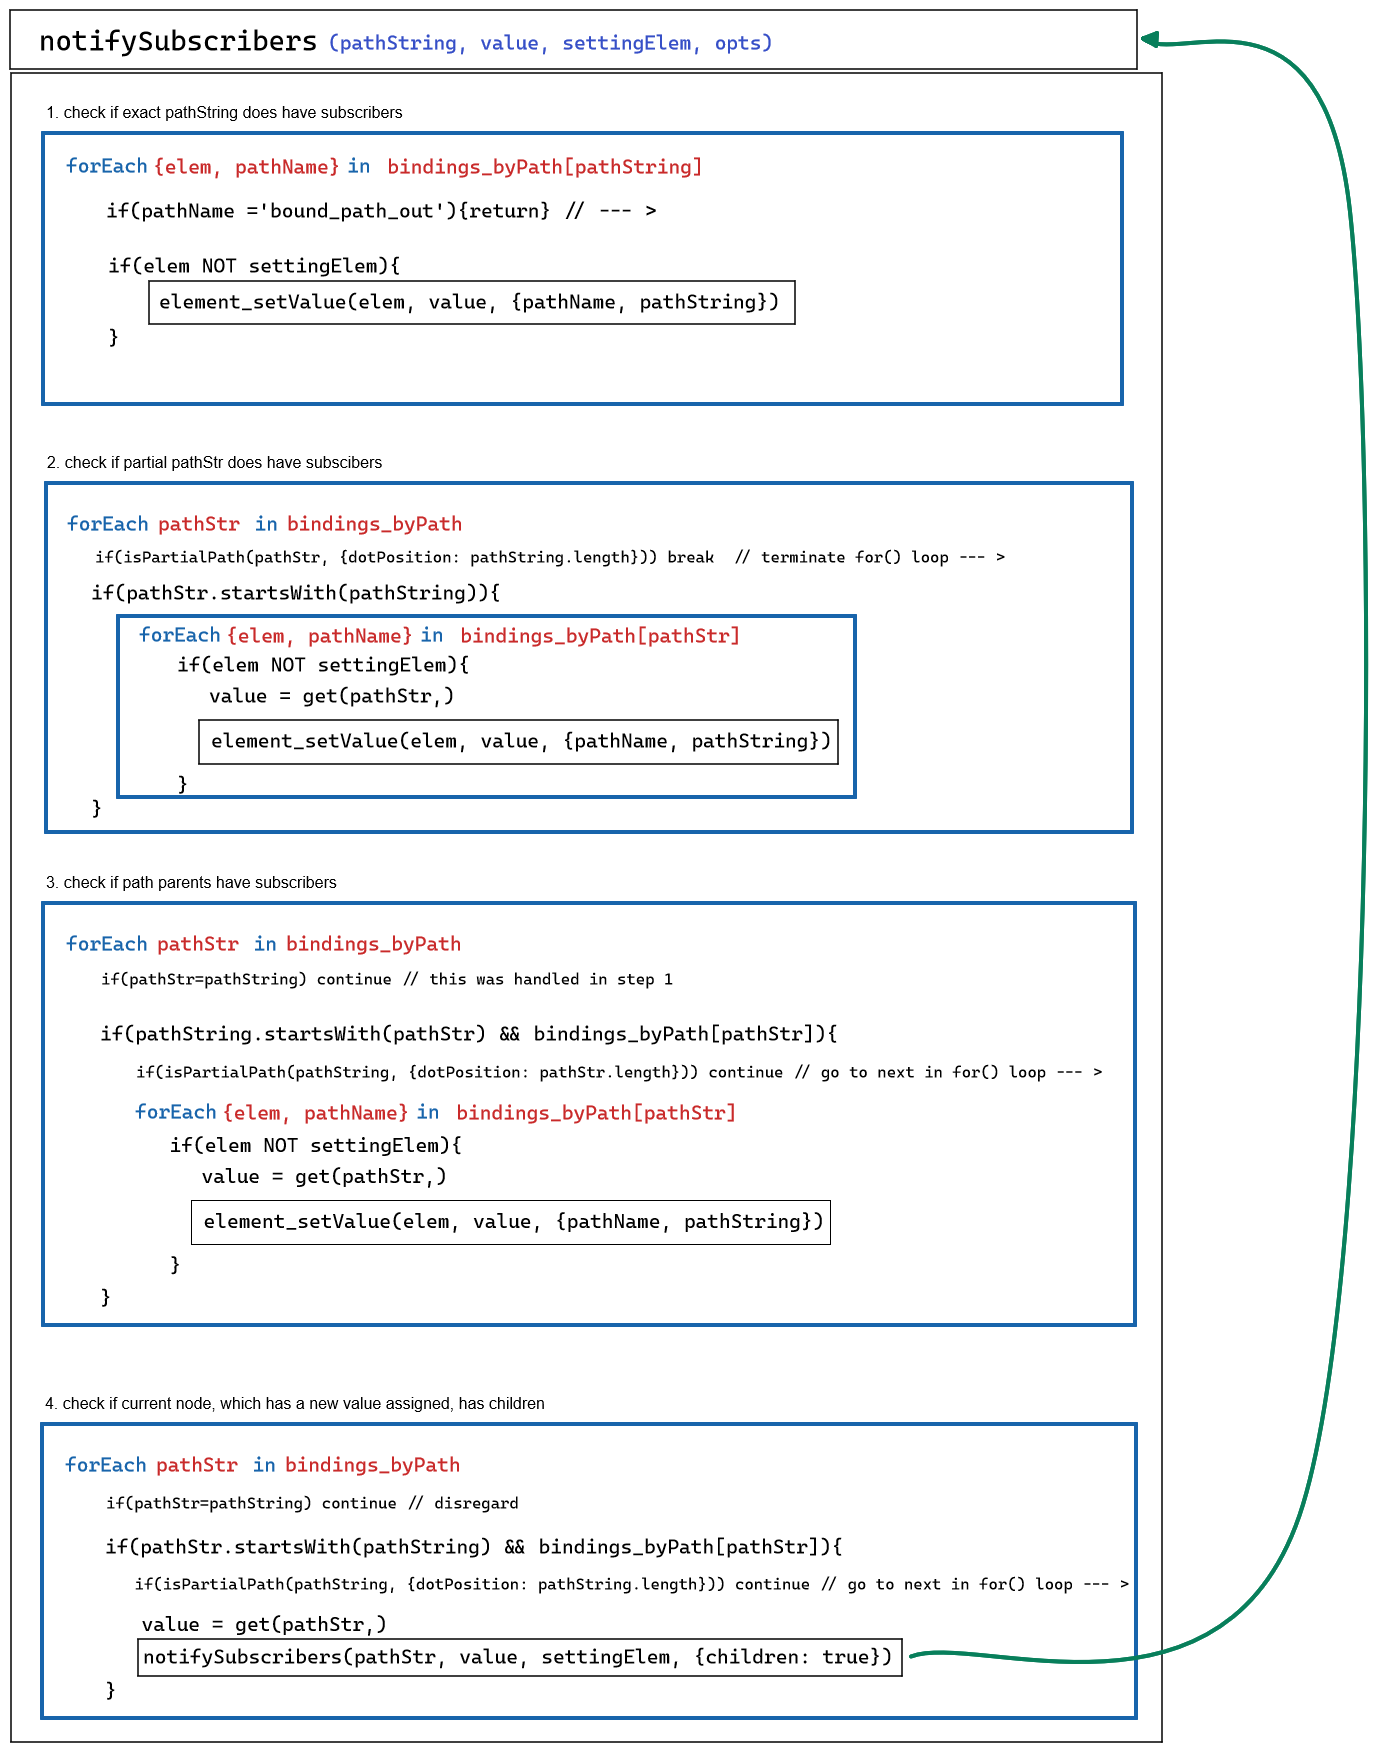 notifySubscribers (pathString, value, settingElem, opts)
1. check if exact pathString does have subscribers
forEach {elem, pathName} in bindings_byPath[pathString]
if(pathName ='bound_path_out'){return} // --- >
if(elem NOT settingElem){
element_setValue(elem, value, {pathName, pathString})
}
2. check if partial pathStr does have subscibers
forEach pathStr in bindings_byPath
if(isPartialPath(pathStr, {dotPosition: pathString.length})) break // terminate for() loop --- >
if(pathStr.startsWith(pathString)){
forEach {elem, pathName} in bindings_byPath[pathStr]
if(elem NOT settingElem){
value = get(pathStr,)
element_setValue(elem, value, {pathName, pathString})
}
}
3. check if path parents have subscribers
forEach pathStr in bindings_byPath
if(pathStr=pathString) continue // this was handled in step 1
if(pathString.startsWith(pathStr) && bindings_byPath[pathStr]){
if(isPartialPath(pathString, {dotPosition: pathStr.length})) continue // go to next in for() loop --- >
forEach {elem, pathName} in bindings_byPath[pathStr]
if(elem NOT settingElem){
value = get(pathStr,)
element_setValue(elem, value, {pathName, pathString})
}
}
4. check if current node, which has a new value assigned, has children
forEach pathStr in bindings_byPath
if(pathStr=pathString) continue // disregard
if(pathStr.startsWith(pathString) && bindings_byPath[pathStr]){
if(isPartialPath(pathString, {dotPosition: pathString.length})) continue // go to next in for() loop --- >
value = get(pathStr,)
notifySubscribers(pathStr, value, settingElem, {children: true})
}